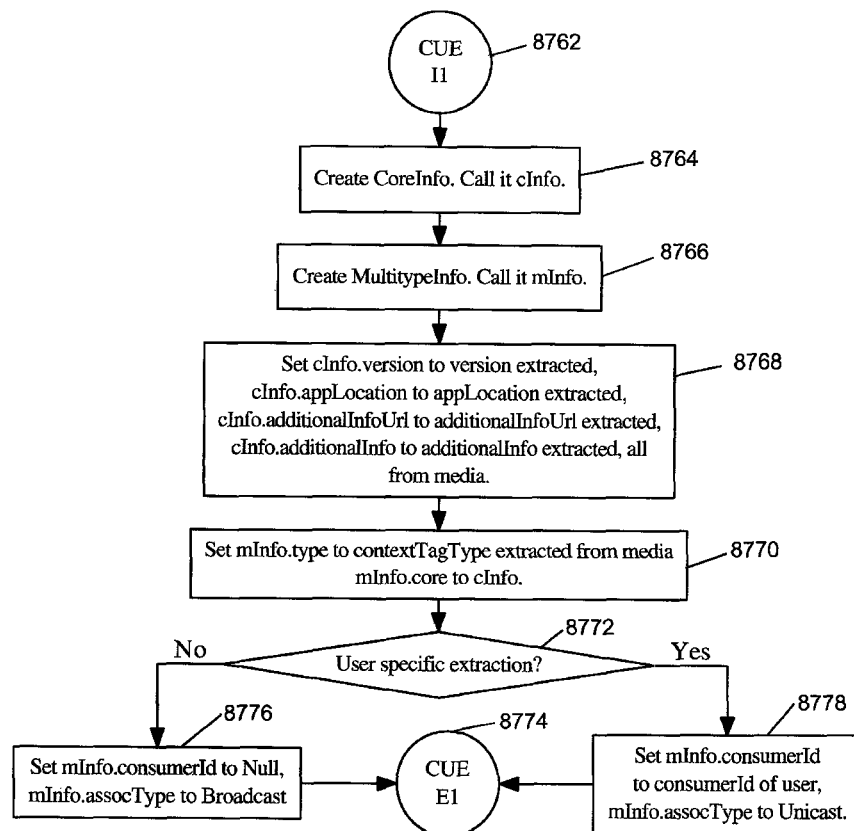 CUE
I1
8762
Create CoreInfo. Call it cInfo.
8764
Create MultitypeInfo. Call it mInfo.
8766
Set cInfo.version to version extracted,
cInfo.appLocation to appLocation extracted,
cInfo.additionalInfoUrl to additionalInfoUrl extracted,
cInfo.additionalInfo to additionalInfo extracted, all
from media.
8768
Set mInfo.type to contextTagType extracted from media
mInfo.core to cInfo.
8770
User specific extraction?
8772
No
Yes
8776
Set mInfo.consumerId to Null,
mInfo.assocType to Broadcast
8774
CUE
E1
8778
Set mInfo.consumerId
to consumerId of user,
mInfo.assocType to Unicast.